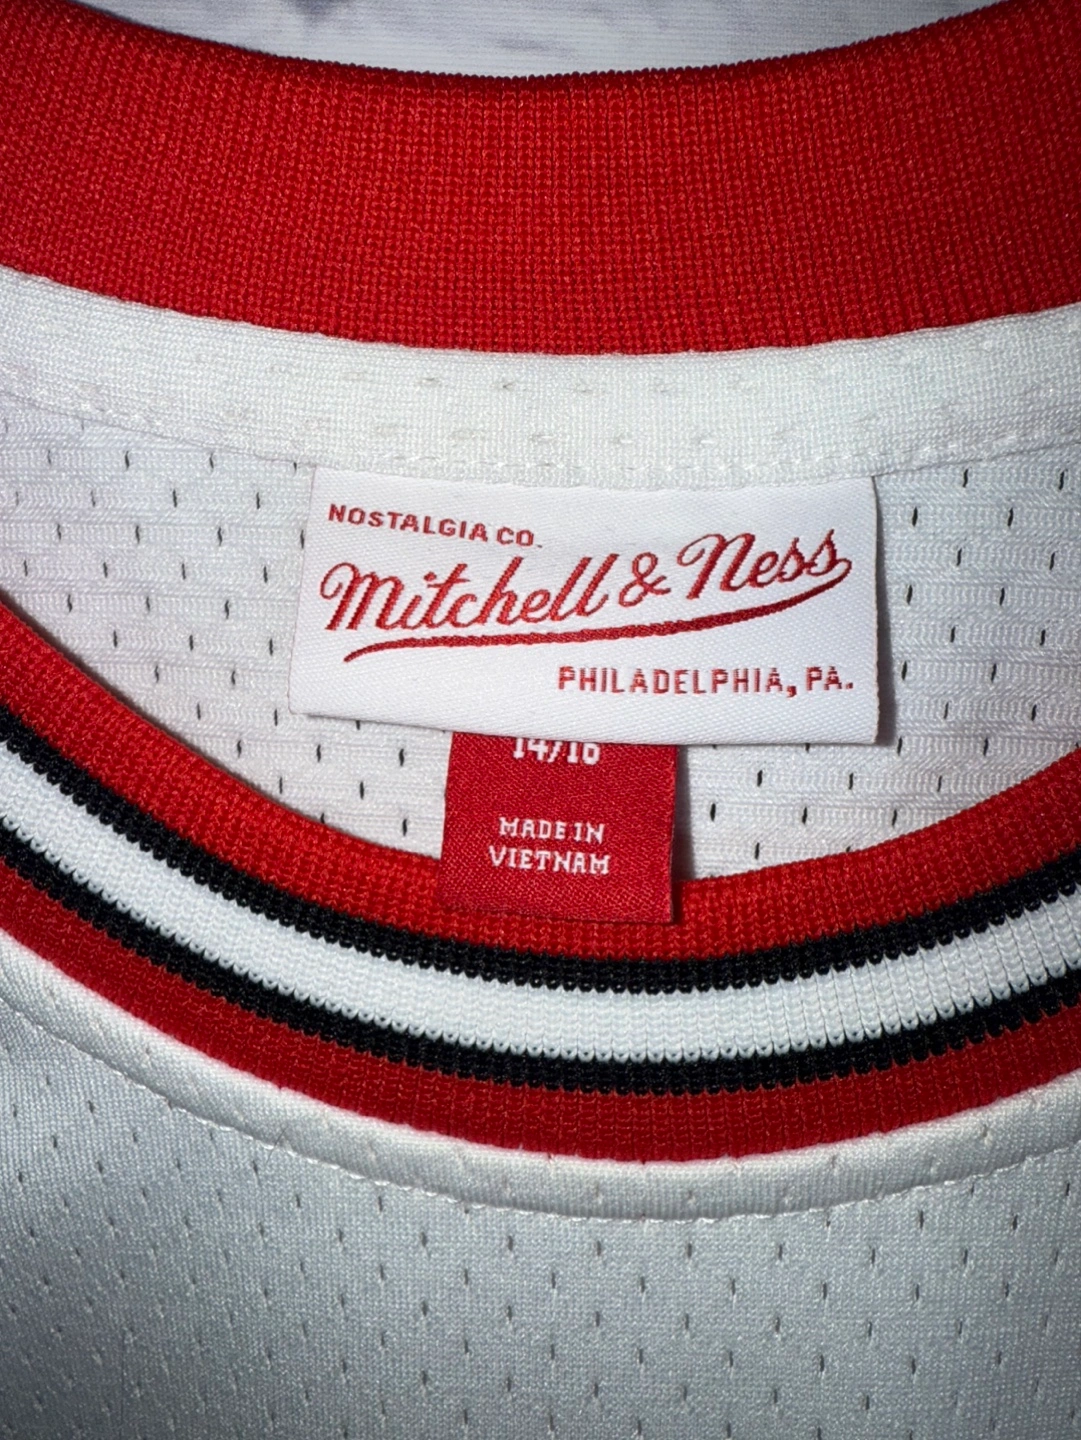 NOSTALGIA CO.
Mitchell & Ness
PHILADELPHIA, PA.
14/16
MADE IN
VIETNAM